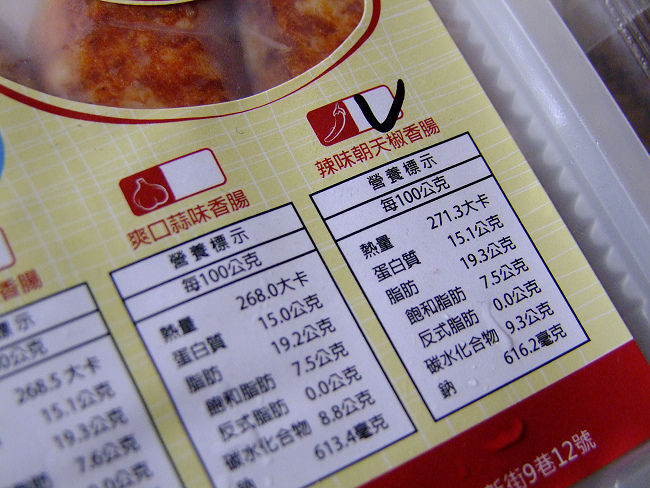 辣味朝天椒香腸
營養標示
每100公克
熱量 271.3大卡
蛋白質 15.1公克
脂肪 19.3公克
飽和脂肪 7.5公克
反式脂肪 0.0公克
碳水化合物 9.3公克
鈉 616.2毫克
爽口蒜味香腸
營養標示
每100公克
熱量 268.0大卡
蛋白質 15.0公克
脂肪 19.2公克
飽和脂肪 7.5公克
反式脂肪 0.0公克
碳水化合物 8.8公克
鈉 613.4毫克
香腸
標示
公克
268.5大卡
15.1公克
19.3公克
7.6公克
0.0公克
街9巷12號